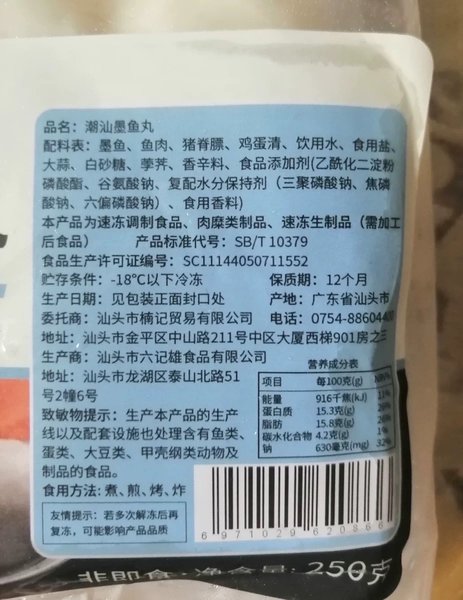 品名：潮汕墨鱼丸
配料表：墨鱼、鱼肉、猪脊膘、鸡蛋清、饮用水、食用盐、
大蒜、白砂糖、荸荠、香辛料、食品添加剂(乙酰化二淀粉
磷酸酯、谷氨酸钠、复配水分保持剂（三聚磷酸钠、焦磷
酸钠、六偏磷酸钠）、食用香料)
本产品为速冻调制食品、肉糜类制品、速冻生制品（需加工
后食品） 产品标准代号：SB/T 10379
食品生产许可证编号：SC11144050711552
贮存条件：-18℃以下冷冻 保质期：12个月
生产日期：见包装正面封口处 产地：广东省汕头市
委托商：汕头市楠记贸易有限公司 电话：0754-88604400
地址：汕头市金平区中山路211号中区大厦西梯901房之三
生产商：汕头市六记雄食品有限公司
地址：汕头市龙湖区泰山北路51
号2幢6号
致敏物提示：生产本产品的生产
线以及配套设施也处理含有鱼类、
蛋类、大豆类、甲壳纲类动物及
制品的食品。
食用方法：煮、煎、烤、炸
友情提示：若多次解冻后再
复冻，可能影响产品品质
营养成分表
项目 每100克(g) NRV%
能量 916千焦(kJ) 11%
蛋白质 15.3克(g) 26%
脂肪 15.8克(g) 26%
碳水化合物 4.2克(g) 1%
钠 630毫克(mg) 32%
6971029620866
非即食·净含量：250克